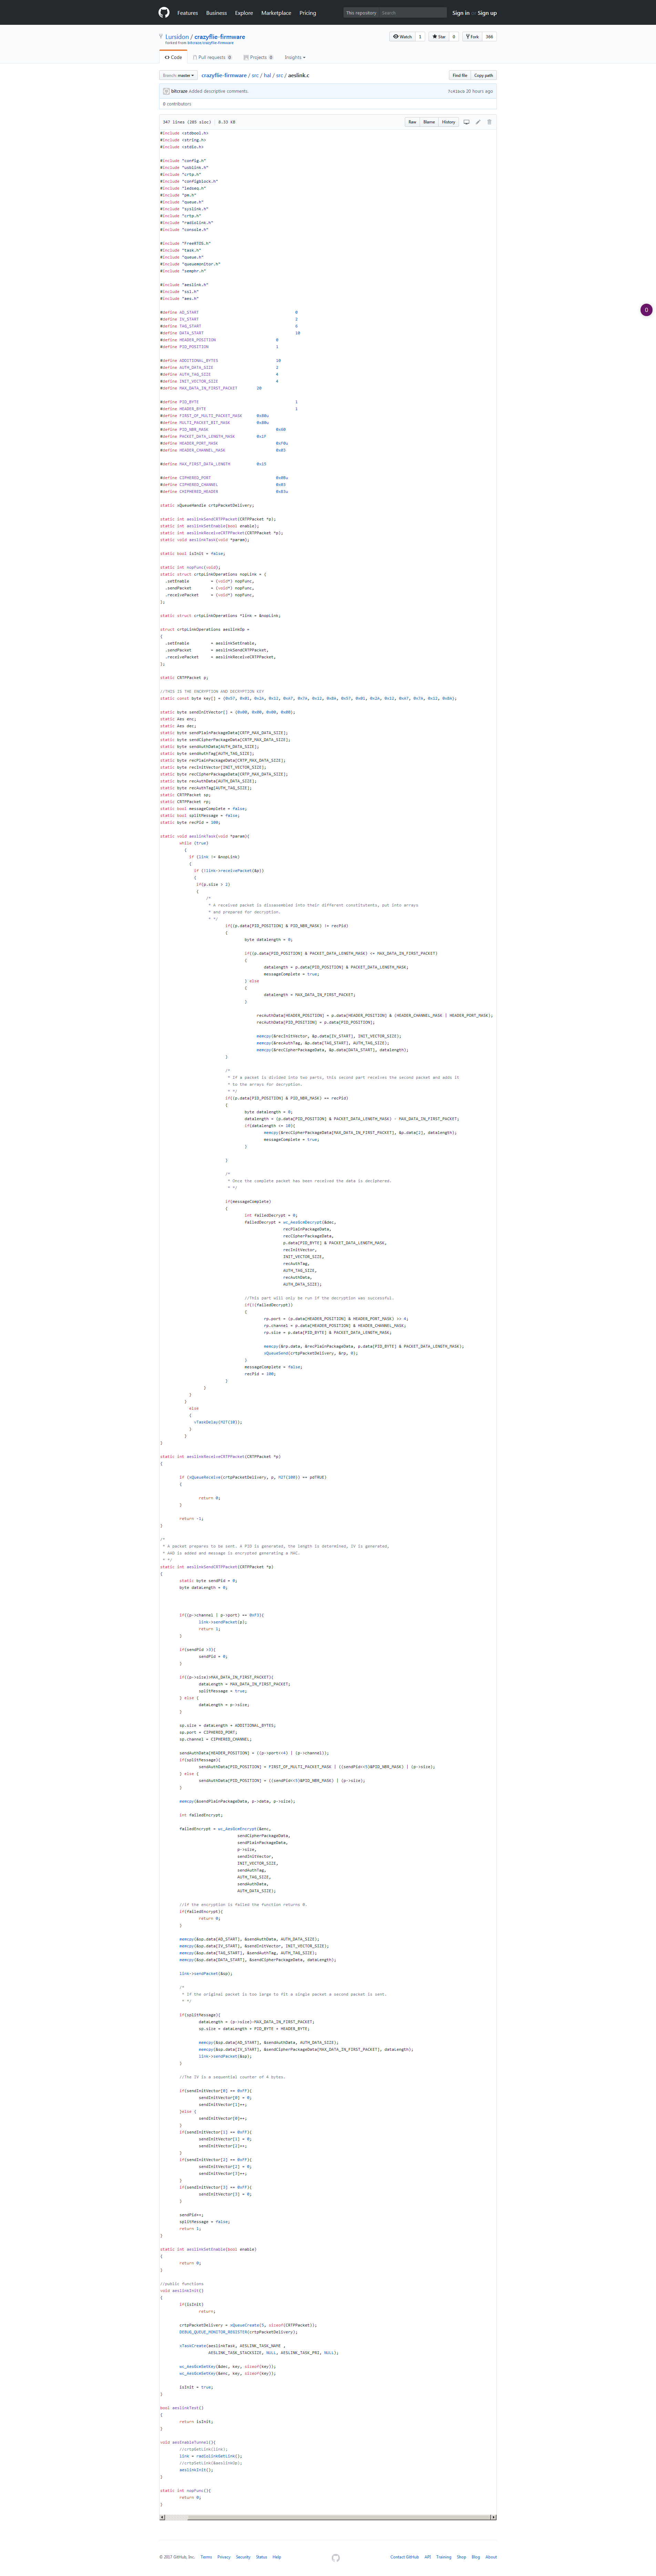 Features Business Explore Marketplace Pricing This repository Search Sign in or Sign up
Lursidon / crazyflie-firmware
forked from bitcraze/crazyflie-firmware
Watch 1 Star 0 Fork
Code Pull requests 0 Projects 0 Insights
Branch: master crazyflie-firmware / src / hal / src / aeslink.c Find file Copy path
bitcraze Added descriptive comments. 20 hours ago
0 contributors
347 lines (285 sloc) 8.33 KB Raw Blame History
#include <stdbool.h>
#include <string.h>
#include <stdio.h>
#include "config.h"
#include "usblink.h"
#include "crtp.h"
#include "configblock.h"
#include "ledseq.h"
#include "pm.h"
#include "queue.h"
#include "syslink.h"
#include "crtp.h"
#include "radiolink.h"
#include "console.h"
#include "FreeRTOS.h"
#include "task.h"
#include "queue.h"
#include "queuemonitor.h"
#include "semphr.h"
#include "aeslink.h"
#include "ssl.h"
#include "aes.h"
#define AD_START 0
#define IV_START 2
#define TAG_START 6
#define DATA_START 10
#define HEADER_POSITION 0
#define PID_POSITION 1
#define ADDITIONAL_BYTES 10
#define AUTH_DATA_SIZE 2
#define AUTH_TAG_SIZE 4
#define INIT_VECTOR_SIZE 4
#define MAX_DATA_IN_FIRST_PACKET 20
#define PID_BYTE 1
#define HEADER_BYTE 1
#define FIRST_OF_MULTI_PACKET_MASK 0x80u
#define MULTI_PACKET_BIT_MASK 0x80u
#define PID_NBR_MASK 0x60
#define PACKET_DATA_LENGTH_MASK 0x1F
#define HEADER_PORT_MASK 0xF0u
#define HEADER_CHANNEL_MASK 0x03
#define MAX_FIRST_DATA_LENGTH 0x15
#define CIPHERED_PORT
#define CIPHERED_CHANNEL 0x03
#define CHIPHERED_HEADER
static xQueueHandle crtpPacketDelivery;
static int aeslinkSendCRTPPacket(CRTPPacket *p);
static int aeslinkSetEnable(bool enable);
static int aeslinkReceiveCRTPPacket(CRTPPacket *p);
static void aeslinkTask(void *param);
static bool isInit = false;
static int nopFunc(void);
static struct crtpLinkOperations nopLink = {
.setEnable = (void*) nopFunc,
.sendPacket = (void*) nopFunc,
.receivePacket = (void*) nopFunc,
};
static struct crtpLinkOperations *link = &nopLink;
struct crtpLinkOperations aeslinkOp =
{
.setEnable = aeslinkSetEnable,
.sendPacket = aeslinkSendCRTPPacket,
.receivePacket = aeslinkReceiveCRTPPacket,
};
static CRTPPacket p;
//THIS IS THE ENCRYPTION AND DECRYPTION KEY
static const byte key[] =
static byte sendInitVector[] = {0x00, 0x00, 0x00, 0x00};
static Aes enc;
static Aes dec;
static byte sendPlainPackageData[CRTP_MAX_DATA_SIZE];
static byte sendCipherPackageData[CRTP_MAX_DATA_SIZE];
static byte sendAuthData[AUTH_DATA_SIZE];
static byte sendAuthTag[AUTH_TAG_SIZE];
static byte recPlainPackageData[CRTP_MAX_DATA_SIZE];
static byte recInitVector[INIT_VECTOR_SIZE];
static byte recCipherPackageData[CRTP_MAX_DATA_SIZE];
static byte recAuthData[AUTH_DATA_SIZE];
static byte recAuthTag[AUTH_TAG_SIZE];
static CRTPPacket sp;
static CRTPPacket rp;
static bool messageComplete = false;
static bool splitMessage = false;
static byte recPid = 100;
static void aeslinkTask(void *param){
while (true)
{
if (link != &nopLink)
{
if (!link->receivePacket(&p))
{
if(p.size > 2)
{
/*
* A received packet is dissasembled into their different constitutents, put into arrays
* and prepared for decription.
* */
if((p.data[PID_POSITION] & PID_NBR_MASK) != recPid)
{
byte dataLength = 0;
if((p.data[PID_POSITION] & PACKET_DATA_LENGTH_MASK) <= MAX_DATA_IN_FIRST_PACKET)
{
dataLength = p.data[PID_POSITION] & PACKET_DATA_LENGTH_MASK;
messageComplete = true;
} else
{
dataLength = MAX_DATA_IN_FIRST_PACKET;
}
recAuthData[HEADER_POSITION] = p.data[HEADER_POSITION] & (HEADER_CHANNEL_MASK | HEADER_PORT_MASK);
recAuthData[PID_POSITION] = p.data[PID_POSITION];
memcpy(&recInitVector, &p.data[IV_START], INIT_VECTOR_SIZE);
memcpy(&recAuthTag, &p.data[TAG_START], AUTH_TAG_SIZE);
memcpy(&recCipherPackageData, &p.data[DATA_START], dataLength);
}
/*
* If a packet is divided into two parts, this second part receives the second packet and adds it
* to the arrays for decryption.
* */
if((p.data[PID_POSITION] & PID_NBR_MASK) == recPid)
{
byte dataLength = 0;
dataLength = (p.data[PID_POSITION] & PACKET_DATA_LENGTH_MASK) - MAX_DATA_IN_FIRST_PACKET;
if(dataLength <= 10){
memcpy(&recCipherPackageData[MAX_DATA_IN_FIRST_PACKET], &p.data[2], dataLength);
messageComplete = true;
}
}
/*
* Once the complete packet has been received the data is deciphered.
* */
if(messageComplete)
{
int failedDecrypt = 0;
failedDecrypt = wc_AesGcmDecrypt(&dec,
recPlainPackageData,
recCipherPackageData,
p.data[PID_BYTE] & PACKET_DATA_LENGTH_MASK,
recInitVector,
INIT_VECTOR_SIZE,
recAuthTag,
AUTH_TAG_SIZE,
recAuthData,
AUTH_DATA_SIZE);
//This part will only be run if the decryption was successful.
if(!(failedDecrypt))
{
rp.port = (p.data[HEADER_POSITION] & HEADER_PORT_MASK) >> 4;
rp.channel = p.data[HEADER_POSITION] & HEADER_CHANNEL_MASK;
rp.size = p.data[PID_BYTE] & PACKET_DATA_LENGTH_MASK;
memcpy(&rp.data, &recPlainPackageData, p.data[PID_BYTE] & PACKET_DATA_LENGTH_MASK);
xQueueSend(crtpPacketDelivery, &rp, 0);
}
messageComplete = false;
recPid = 100;
}
}
}
}
else
{
vTaskDelay(M2T(10));
}
}
}
static int aeslinkReceiveCRTPPacket(CRTPPacket *p)
{
if (xQueueReceive(crtpPacketDelivery, p, M2T(100)) == pdTRUE)
{
return 0;
}
return -1;
}
/*
* A packet prepares to be sent. A PID is generated, the length is determined, IV is generated,
* AAD is added and message is encrypted generating a MAC.
* */
static int aeslinkSendCRTPPacket(CRTPPacket *p)
{
static byte sendPid = 0;
byte dataLength = 0;
if((p->channel | p->port) == 0xf3){
link->sendPacket(p);
return 1;
}
if(sendPid >3){
sendPid = 0;
}
if((p->size)>MAX_DATA_IN_FIRST_PACKET){
dataLength = MAX_DATA_IN_FIRST_PACKET;
splitMessage = true;
} else {
dataLength = p->size;
}
sp.size = dataLength + ADDITIONAL_BYTES;
sp.port = CIPHERED_PORT;
sp.channel = CIPHERED_CHANNEL;
sendAuthData[HEADER_POSITION] = ((p->port<<4) | (p->channel));
if(splitMessage){
sendAuthData[PID_POSITION] = FIRST_OF_MULTI_PACKET_MASK | ((sendPid<<5)&PID_NBR_MASK) | (p->size);
} else {
sendAuthData[PID_POSITION] = ((sendPid<<5)&PID_NBR_MASK) | (p->size);
}
memcpy(&sendPlainPackageData, p->data, p->size);
int failedEncrypt;
failedEncrypt = wc_AesGcmEncrypt(&enc,
sendCipherPackageData,
sendPlainPackageData,
p->size,
sendInitVector,
INIT_VECTOR_SIZE,
sendAuthTag,
AUTH_TAG_SIZE,
sendAuthData,
AUTH_DATA_SIZE);
//if the encryption is failed the function returns 0.
if(failedEncrypt){
return 0;
}
memcpy(&sp.data[AD_START], &sendAuthData, AUTH_DATA_SIZE);
memcpy(&sp.data[IV_START], &sendInitVector, INIT_VECTOR_SIZE);
memcpy(&sp.data[TAG_START], &sendAuthTag, AUTH_TAG_SIZE);
memcpy(&sp.data[DATA_START], &sendCipherPackageData, dataLength);
link->sendPacket(&sp);
/*
* if the original packet is too large to fit a single packet a second packet is sent.
* */
if(splitMessage){
dataLength = (p->size)-MAX_DATA_IN_FIRST_PACKET;
sp.size = dataLength + PID_BYTE + HEADER_BYTE;
memcpy(&sp.data[AD_START], &sendAuthData, AUTH_DATA_SIZE);
memcpy(&sp.data[IV_START], &sendCipherPackageData[MAX_DATA_IN_FIRST_PACKET], dataLength);
link->sendPacket(&sp);
}
//The IV is a sequential counter of 4 bytes.
if(sendInitVector[0] == 0xff){
sendInitVector[0] = 0;
sendInitVector[1]++;
}else {
sendInitVector[0]++;
}
if(sendInitVector[1] == 0xff){
sendInitVector[1] = 0;
sendInitVector[2]++;
}
if(sendInitVector[2] == 0xff){
sendInitVector[2] = 0;
sendInitVector[3]++;
}
if(sendInitVector[3] == 0xff){
sendInitVector[3] = 0;
}
sendPid++;
splitMessage = false;
return 1;
}
static int aeslinkSetEnable(bool enable)
{
return 0;
}
//public functions
void aeslinkInit()
{
if(isInit)
return;
crtpPacketDelivery = xQueueCreate(5, sizeof(CRTPPacket));
DEBUG_QUEUE_MONITOR_REGISTER(crtpPacketDelivery);
xTaskCreate(aeslinkTask, AESLINK_TASK_NAME ,
AESLINK_TASK_STACKSIZE, NULL, AESLINK_TASK_PRI, NULL);
wc_AesGcmSetKey(&dec, key, sizeof(key));
wc_AesGcmSetKey(&enc, key, sizeof(key));
isInit = true;
}
bool aeslinkTest()
{
return isInit;
}
void aesEnableTunnel(){
//crtpSetLink(link);
link = radiolinkGetLink();
//crtpSetLink(&aeslinkOp);
aeslinkInit();
}
static int nopFunc(){
return 0;
}
© 2017 GitHub, Inc. Terms Privacy Security Status Help Contact GitHub API Training Shop Blog About
0